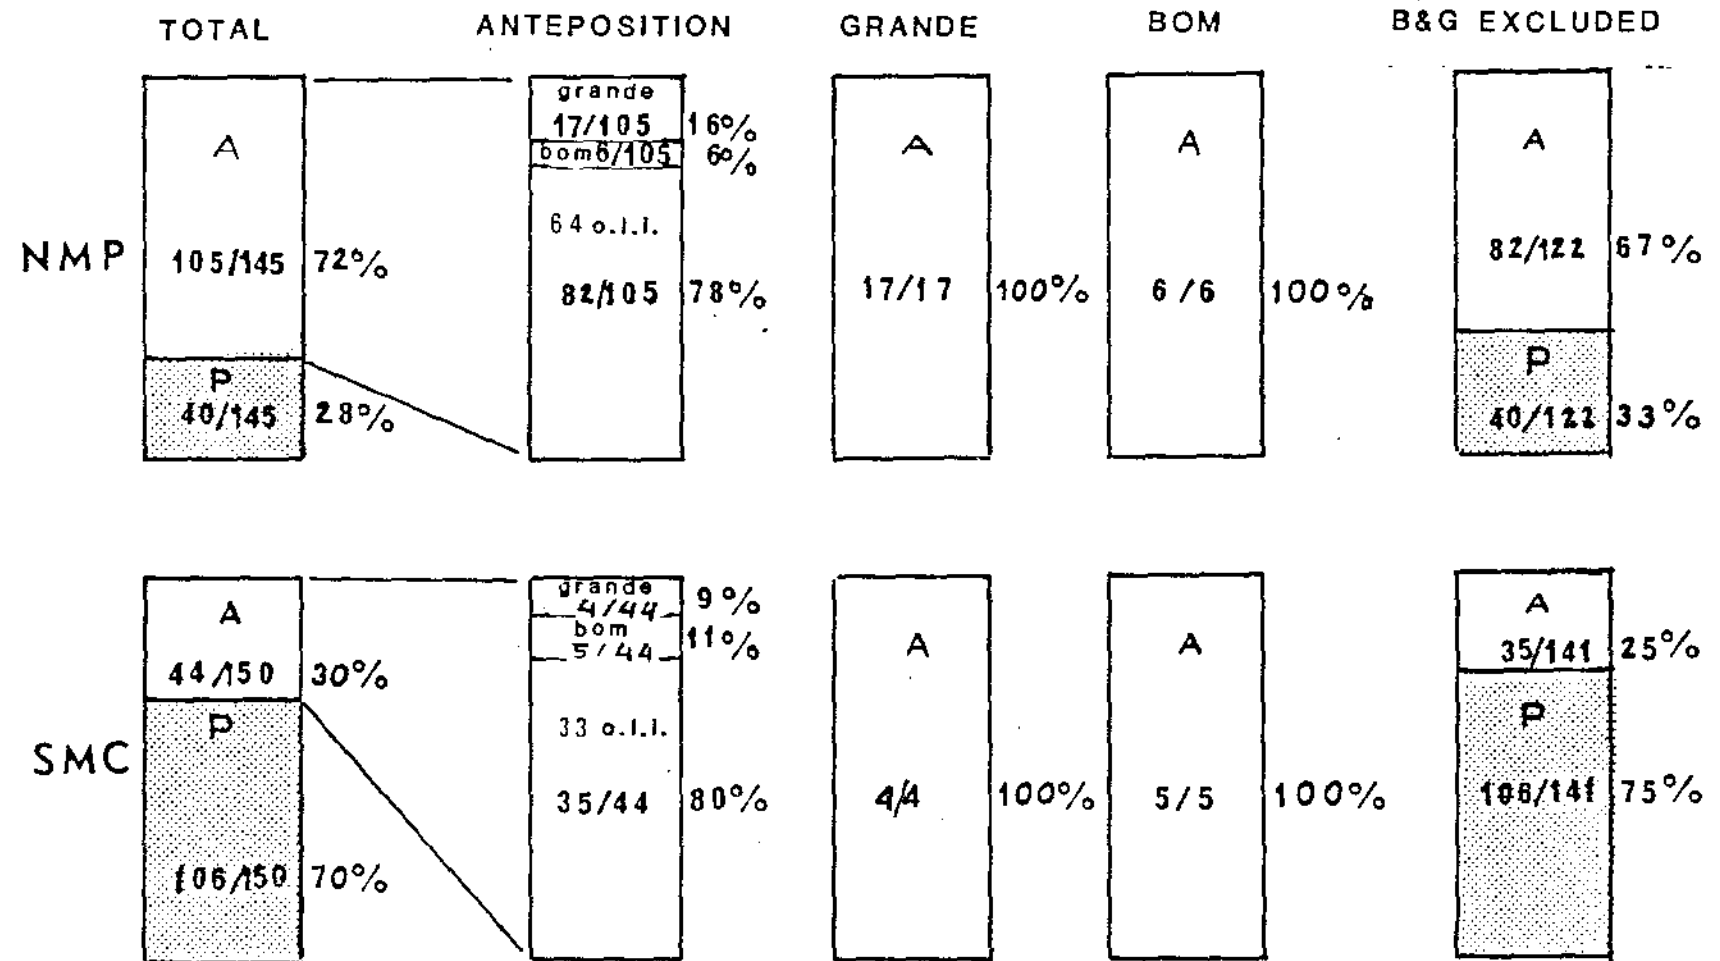 TOTAL ANTEPOSITION GRANDE BOM B&G EXCLUDED
NMP
A
105/145 72%
P
40/145 28%
grande
17/105 16%
bom 6/105 6%
64 o.l.i.
82/105 78%
A
17/17 100%
A
6/6 100%
A
82/122 67%
P
40/122 33%
SMC
A
44/150 30%
P
106/150 70%
grande
4/44 9%
bom
5/44 11%
33 o.l.i.
35/44 80%
A
4/4 100%
A
5/5 100%
A
35/141 25%
P
106/141 75%